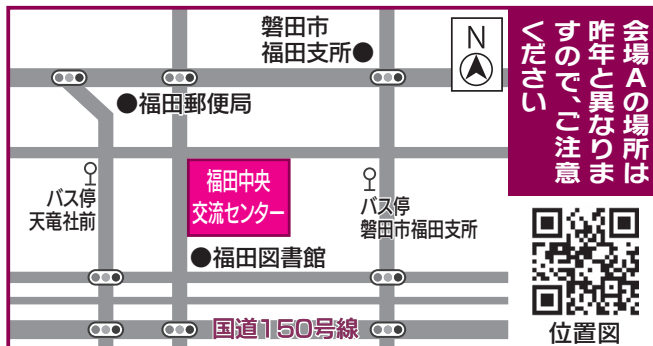 磐田市
福田支所●
N
●福田郵便局
バス停
天竜社前
福田中央
交流センター
バス停
磐田市福田支所
●福田図書館
国道150号線
会場Aの場所は
昨年と異なりま
すので、ご注意
ください
位置図